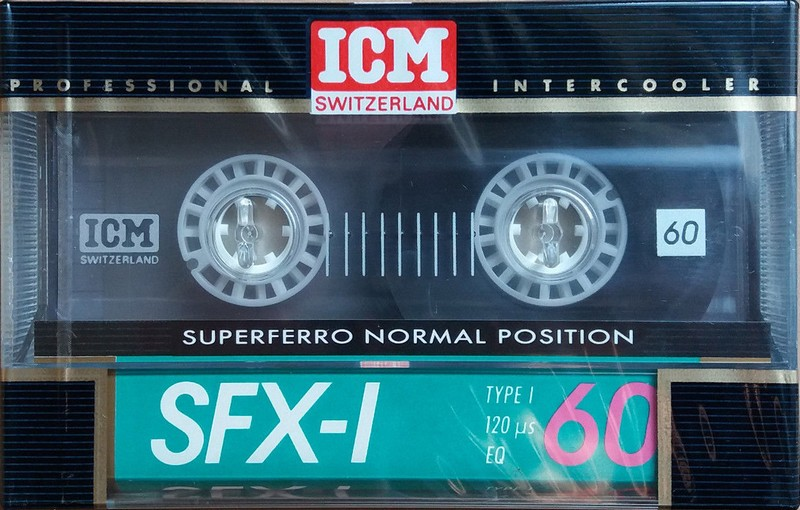 ICM
SWITZERLAND
PROFESSIONAL INTERCOOLER
ICM
SWITZERLAND
60
SUPERFERRO NORMAL POSITION
SFX-I
TYPE I
120 µs
EQ
60